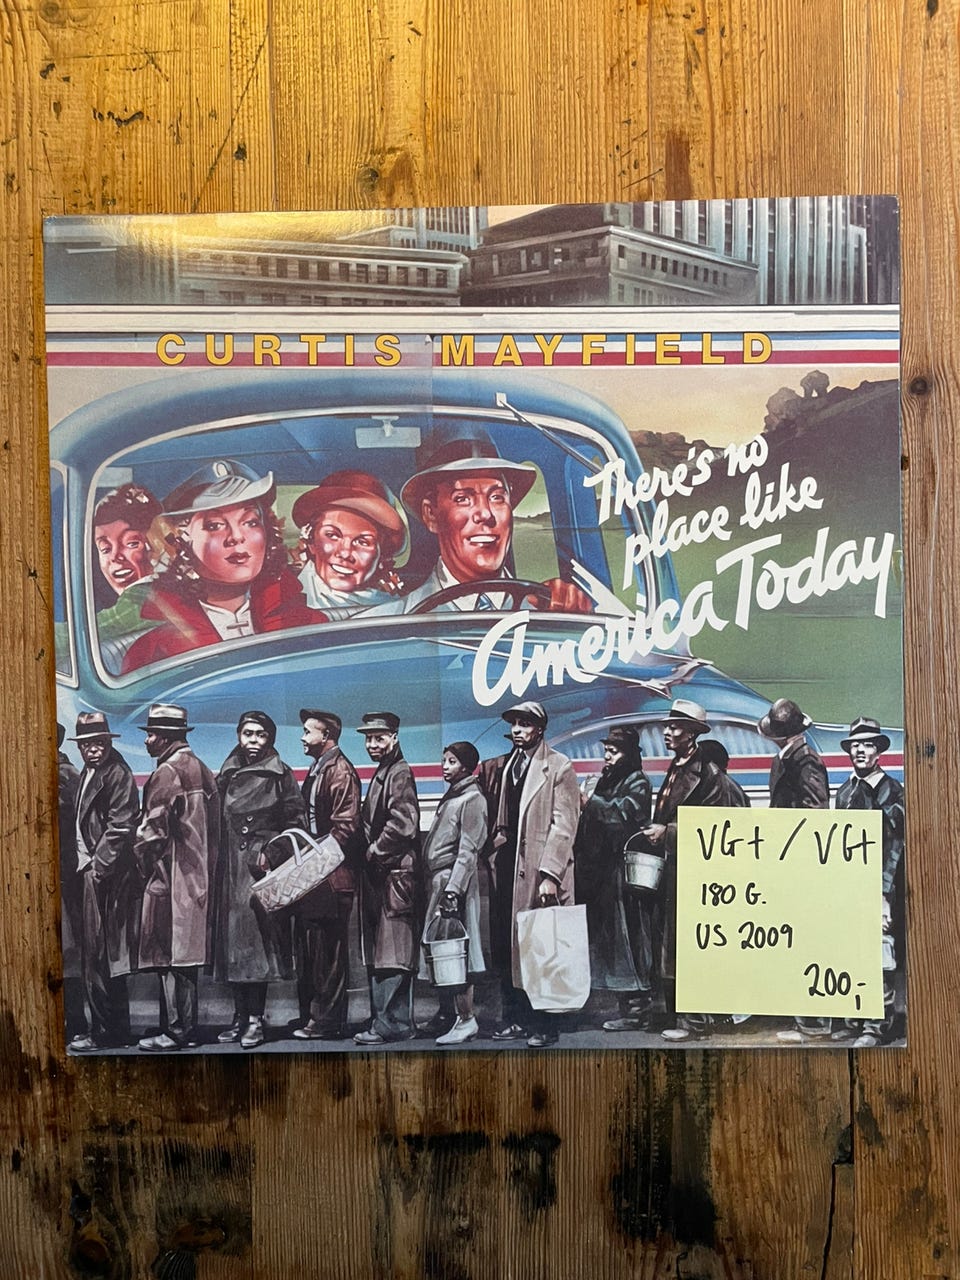 CURTIS MAYFIELD
There's no
place like
America Today
VG+ / VG+
180 G.
US 2009
200,-